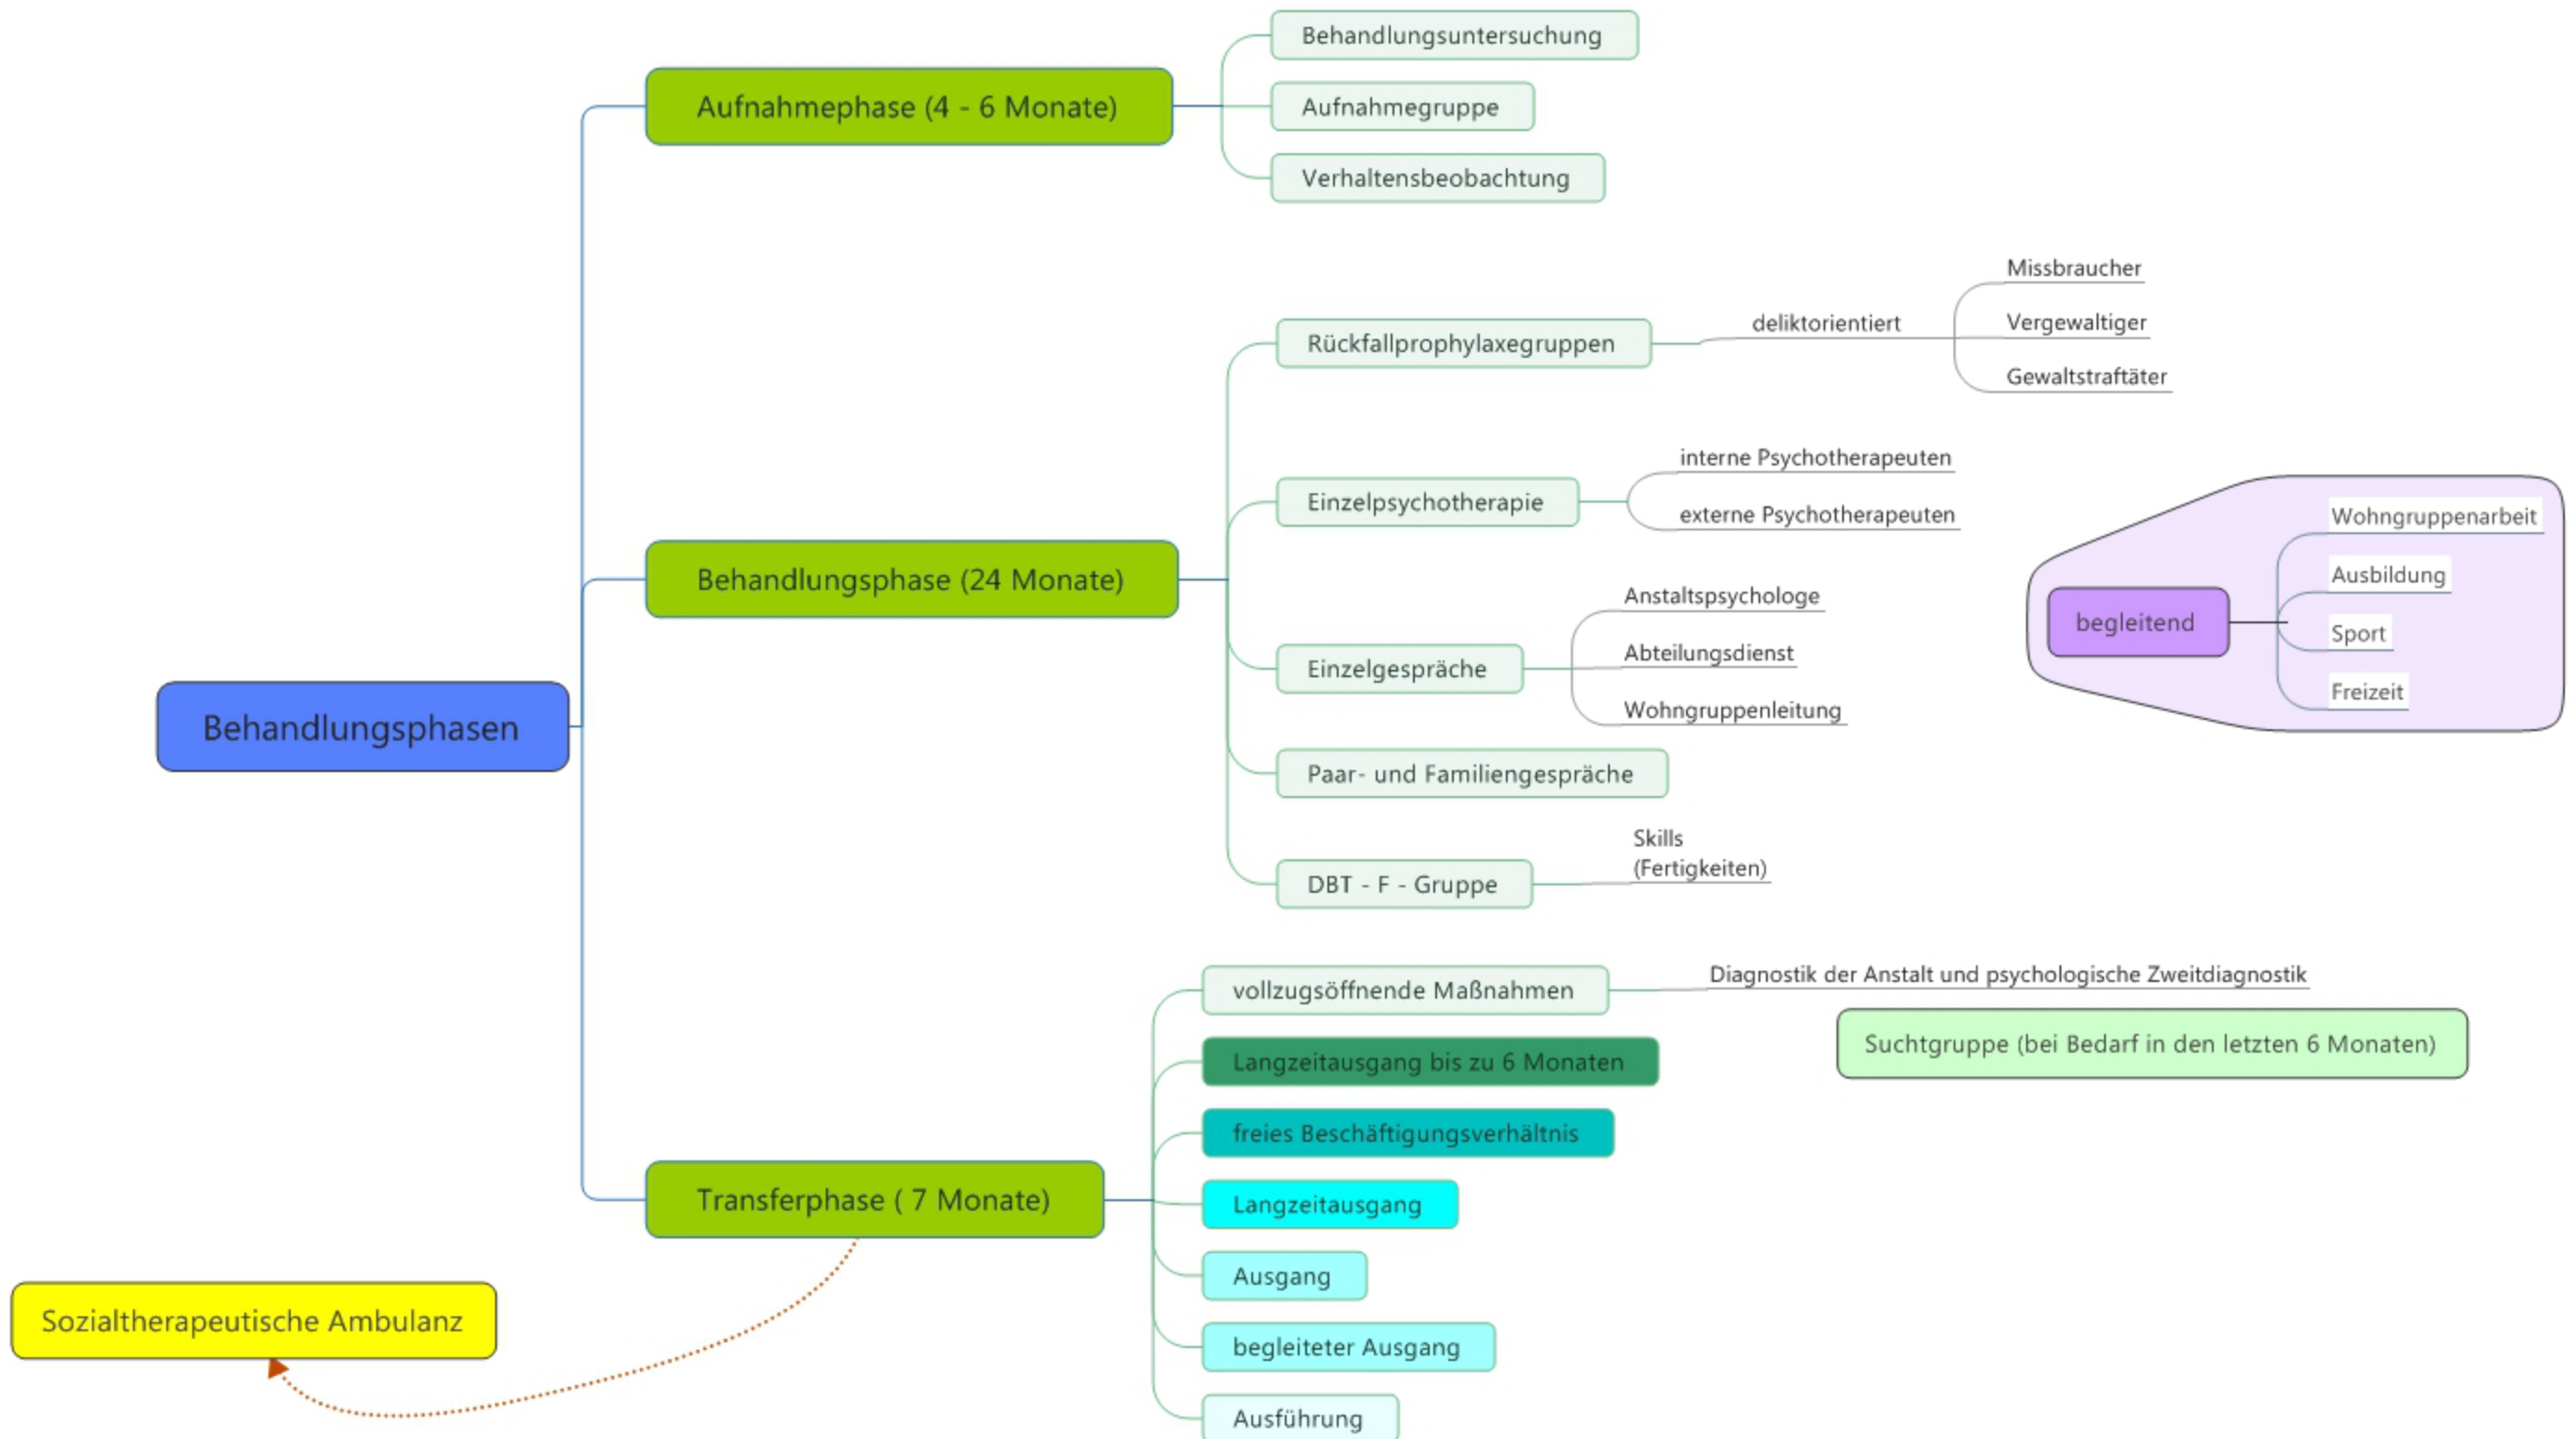 Behandlungsphasen
Aufnahmephase (4 - 6 Monate)
Behandlungsuntersuchung
Aufnahmegruppe
Verhaltensbeobachtung
Behandlungsphase (24 Monate)
Rückfallprophylaxegruppen
deliktorientiert
Missbraucher
Vergewaltiger
Gewaltstraftäter
Einzelpsychotherapie
interne Psychotherapeuten
externe Psychotherapeuten
Einzelgespräche
Anstaltspsychologe
Abteilungsdienst
Wohngruppenleitung
Paar- und Familiengespräche
DBT - F - Gruppe
Skills
(Fertigkeiten)
begleitend
Wohngruppenarbeit
Ausbildung
Sport
Freizeit
Transferphase ( 7 Monate)
vollzugsöffnende Maßnahmen
Diagnostik der Anstalt und psychologische Zweitdiagnostik
Suchtgruppe (bei Bedarf in den letzten 6 Monaten)
Langzeitausgang bis zu 6 Monaten
freies Beschäftigungsverhältnis
Langzeitausgang
Ausgang
begleiteter Ausgang
Ausführung
Sozialtherapeutische Ambulanz